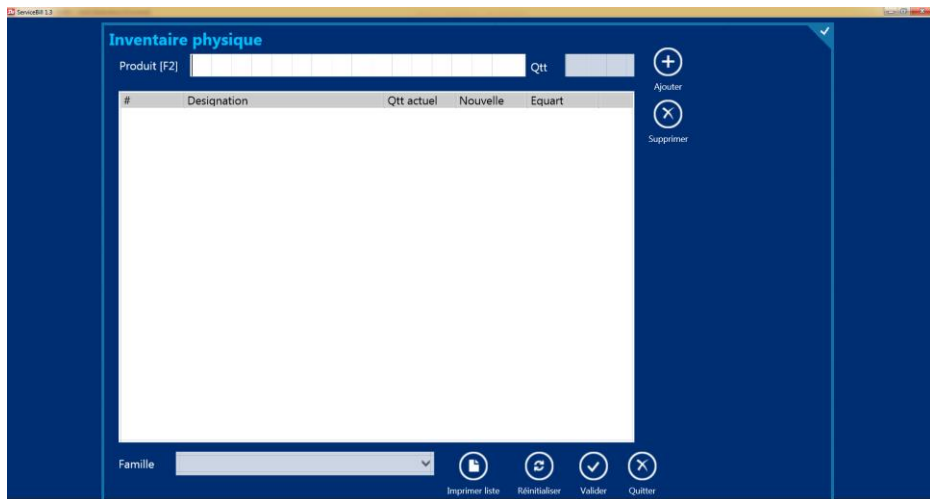 ServiceBill 1.3
Inventaire physique
Produit [F2]
Qtt
Ajouter
# Designation Qtt actuel Nouvelle Equart
Supprimer
Famille
Imprimer liste Réinitialiser Valider Quitter